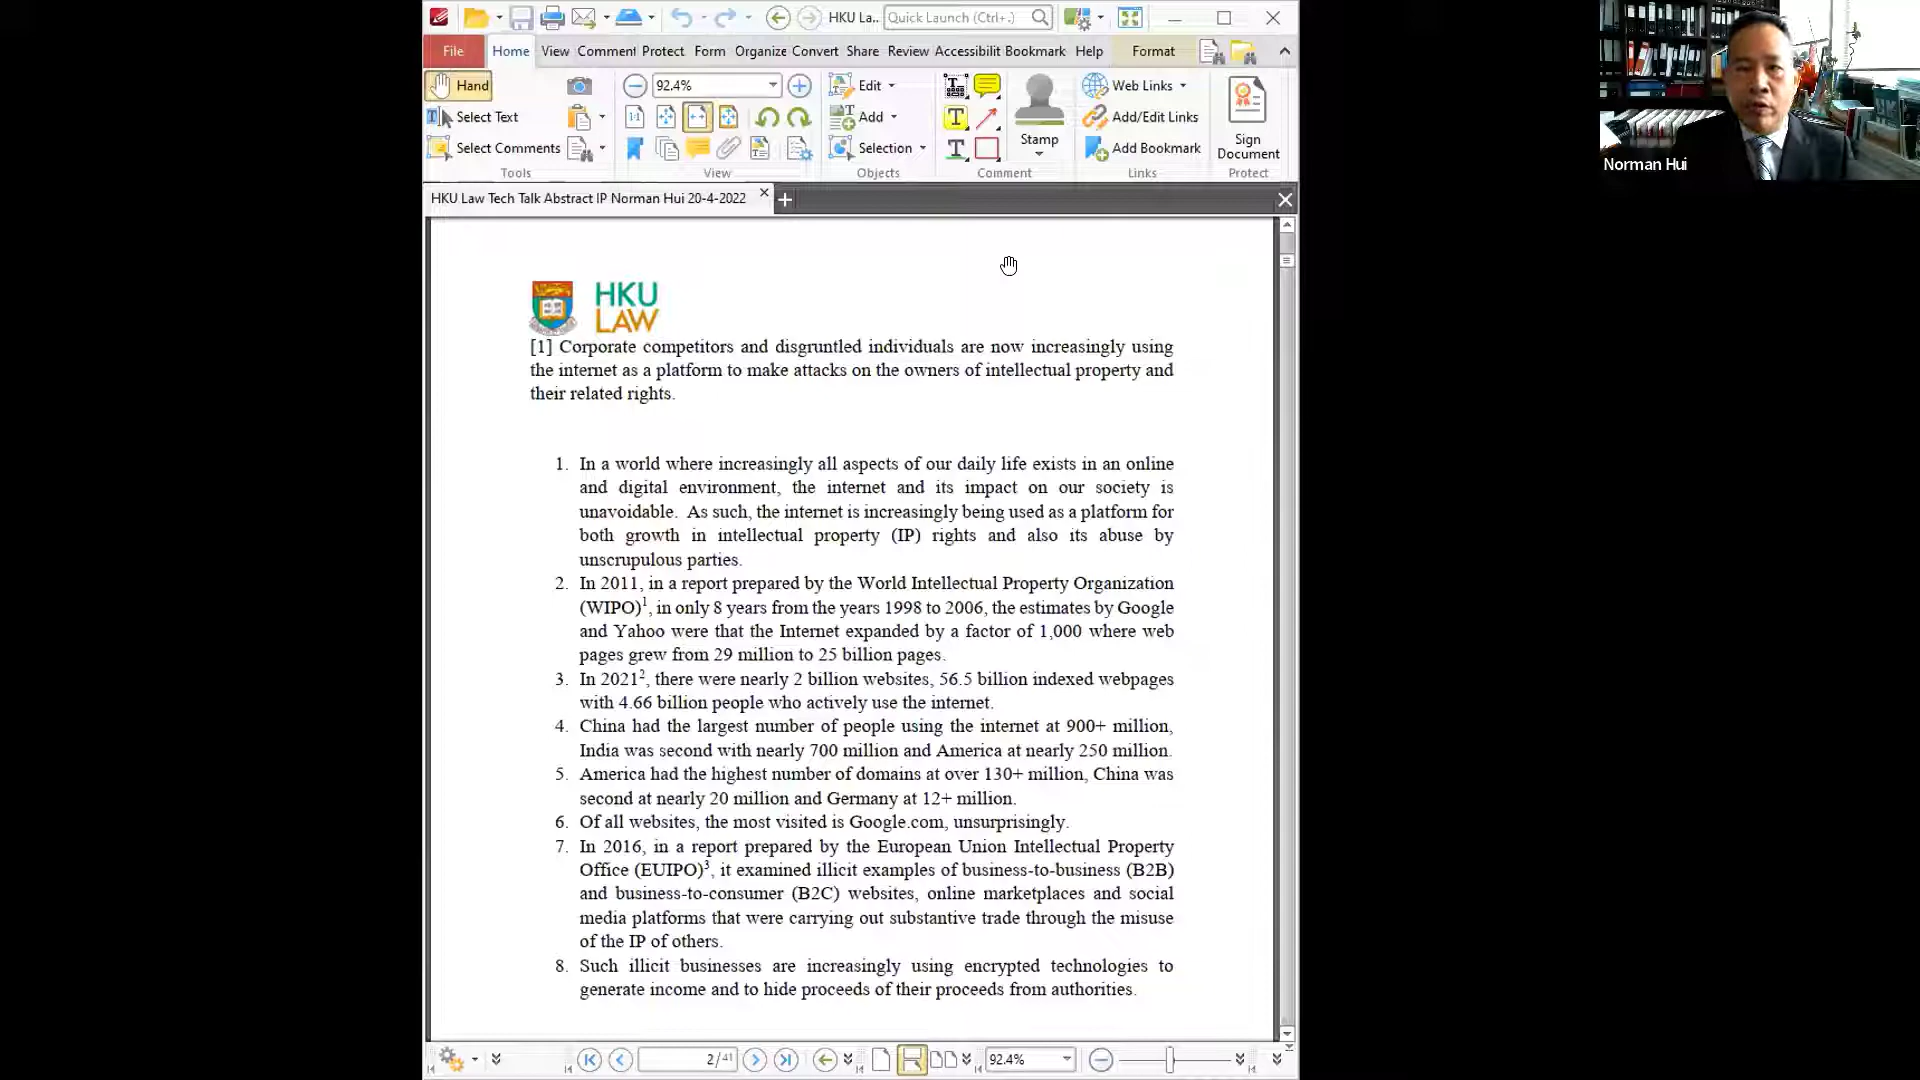 HKU La..
Quick Launch (Ctrl+.)
File Home View Comment Protect Form Organize Convert Share Review Accessibilit Bookmark Help Format
Hand
Select Text
Select Comments
Tools
92.4%
View
Edit
Add
Selection
Objects
Stamp
Comment
Web Links
Add/Edit Links
Add Bookmark
Links
Sign
Document
Protect
HKU Law Tech Talk Abstract IP Norman Hui 20-4-2022
Norman Hui
HKU
LAW
[1] Corporate competitors and disgruntled individuals are now increasingly using
the internet as a platform to make attacks on the owners of intellectual property and
their related rights.
1. In a world where increasingly all aspects of our daily life exists in an online
and digital environment, the internet and its impact on our society is
unavoidable. As such, the internet is increasingly being used as a platform for
both growth in intellectual property (IP) rights and also its abuse by
unscrupulous parties.
2. In 2011, in a report prepared by the World Intellectual Property Organization
(WIPO)1, in only 8 years from the years 1998 to 2006, the estimates by Google
and Yahoo were that the Internet expanded by a factor of 1,000 where web
pages grew from 29 million to 25 billion pages.
3. In 20212, there were nearly 2 billion websites, 56.5 billion indexed webpages
with 4.66 billion people who actively use the internet.
4. China had the largest number of people using the internet at 900+ million,
India was second with nearly 700 million and America at nearly 250 million.
5. America had the highest number of domains at over 130+ million, China was
second at nearly 20 million and Germany at 12+ million.
6. Of all websites, the most visited is Google.com, unsurprisingly.
7. In 2016, in a report prepared by the European Union Intellectual Property
Office (EUIPO)3, it examined illicit examples of business-to-business (B2B)
and business-to-consumer (B2C) websites, online marketplaces and social
media platforms that were carrying out substantive trade through the misuse
of the IP of others.
8. Such illicit businesses are increasingly using encrypted technologies to
generate income and to hide proceeds of their proceeds from authorities.
2/41
92.4%